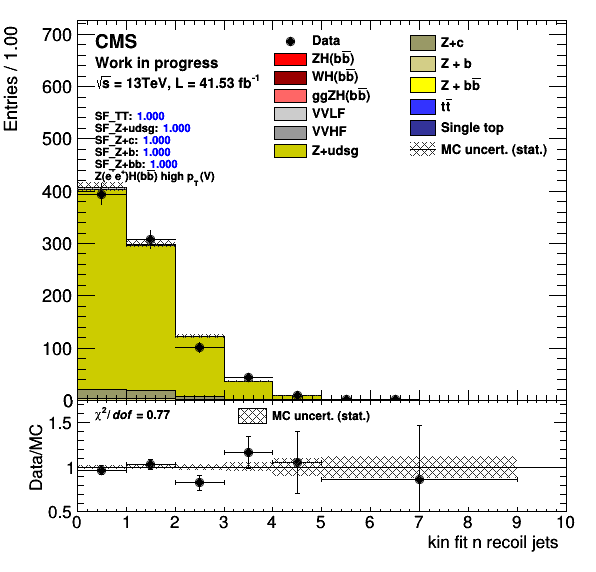 CMS
Work in progress
√s = 13TeV, L = 41.53 fb⁻¹
SF_TT: 1.000
SF_Z+udsg: 1.000
SF_Z+c: 1.000
SF_Z+b: 1.000
SF_Z+bb: 1.000
Z(e⁻e⁺)H(bb̅) high p_T(V)
Data
ZH(bb̅)
WH(bb̅)
ggZH(bb̅)
VVLF
VVHF
Z+udsg
Z+c
Z + b
Z + bb̅
tt̅
Single top
MC uncert. (stat.)
Entries / 1.00
700
600
500
400
300
200
100
0
χ²/dof = 0.77
MC uncert. (stat.)
Data/MC
1.5
1
0.5
0 1 2 3 4 5 6 7 8 9 10
kin fit n recoil jets